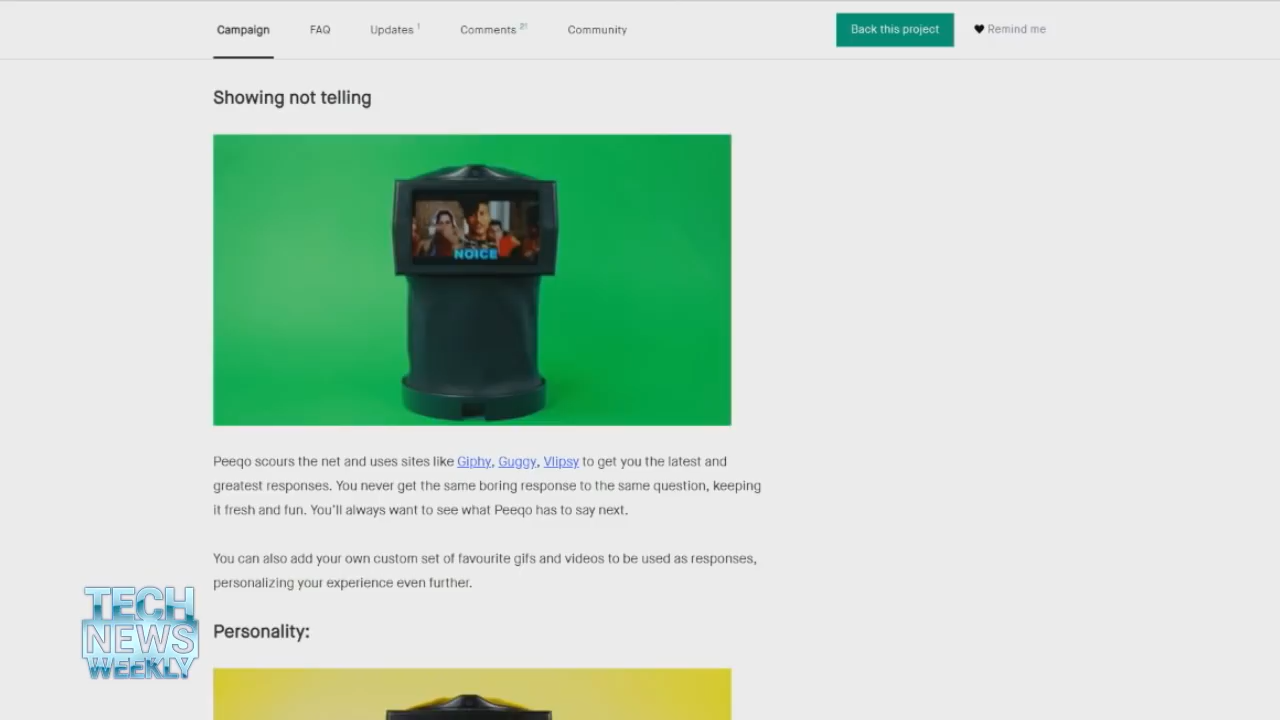 Campaign FAQ Updates 1 Comments 21 Community Back this project Remind me
Showing not telling
NOICE
Peeqo scours the net and uses sites like Giphy, Guggy, Vlipsy to get you the latest and
greatest responses. You never get the same boring response to the same question, keeping
it fresh and fun. You'll always want to see what Peeqo has to say next.
You can also add your own custom set of favourite gifs and videos to be used as responses,
personalizing your experience even further.
TECH
NEWS
WEEKLY
Personality: